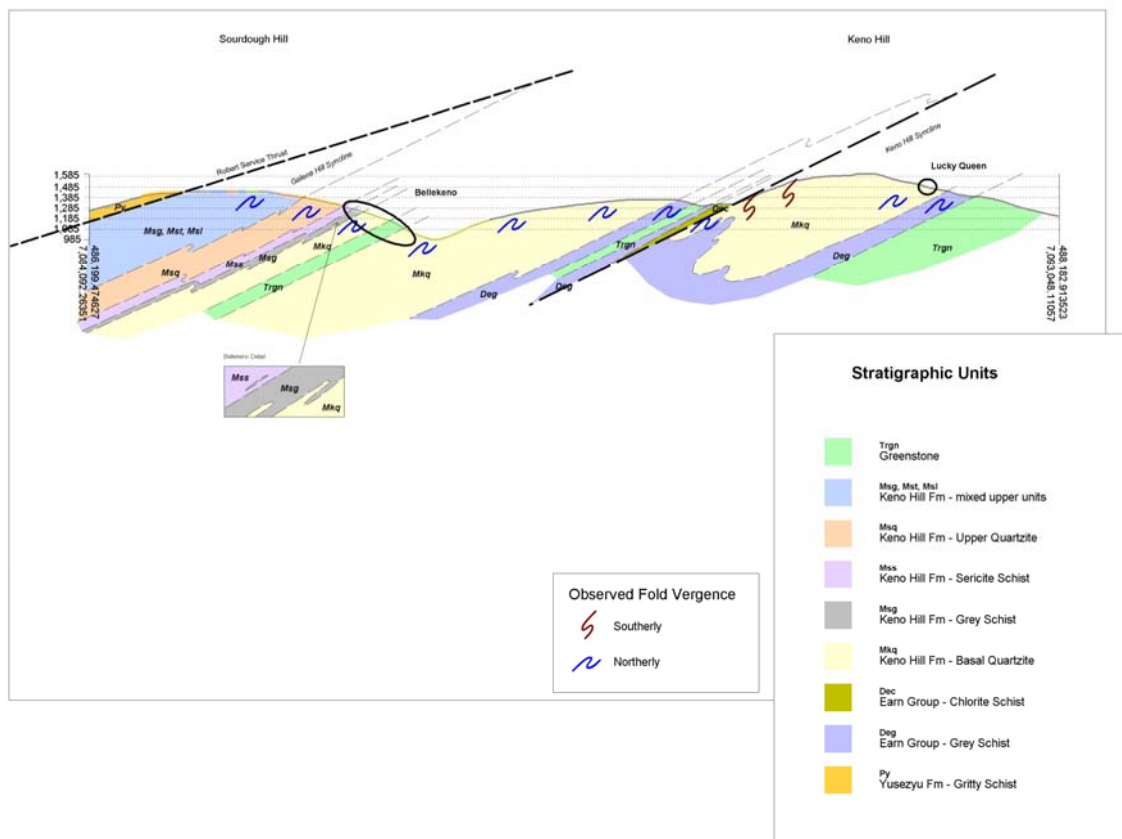 Sourdough Hill
Keno Hill
Robert Service Thrust
Galena Hill Syncline
Keno Hill Syncline
Lucky Queen
Bellekeno
1,585
1,485
1,385
1,285
1,185
1,085
985
488,199.474627
7,084,092.26351
488,182.913523
7,093,048.11057
Py
Msg, Mst, Msl
Msq
Mss
Msg
Mkq
Trgn
Mkq
Deg
Trgn
Deg
Dec
Mkq
Deg
Trgn
Bellekeno Detail
Mss
Msg
Mkq
Observed Fold Vergence
Southerly
Northerly
Stratigraphic Units
Trgn
Greenstone
Msg, Mst, Msl
Keno Hill Fm - mixed upper units
Msq
Keno Hill Fm - Upper Quartzite
Mss
Keno Hill Fm - Sericite Schist
Msg
Keno Hill Fm - Grey Schist
Mkq
Keno Hill Fm - Basal Quartzite
Dec
Earn Group - Chlorite Schist
Deg
Earn Group - Grey Schist
Py
Yusezyu Fm - Gritty Schist